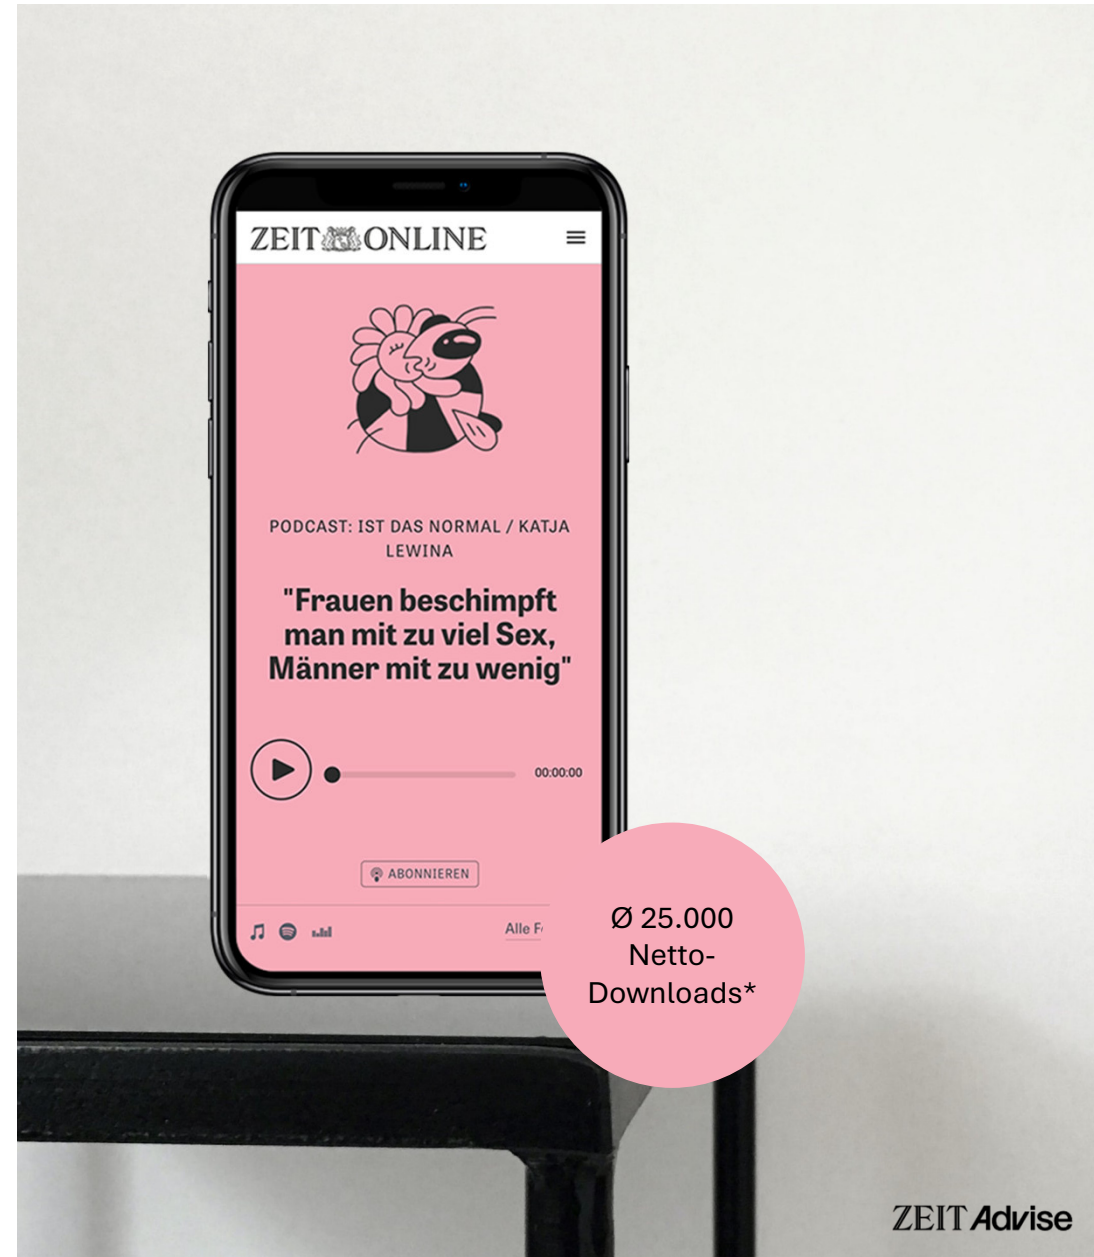 ZEIT ONLINE
PODCAST: IST DAS NORMAL / KATJA
LEWINA
"Frauen beschimpft
man mit zu viel Sex,
Männer mit zu wenig"
00:00:00
ABONNIEREN
Alle F
Ø 25.000
Netto-
Downloads*
ZEIT Advise